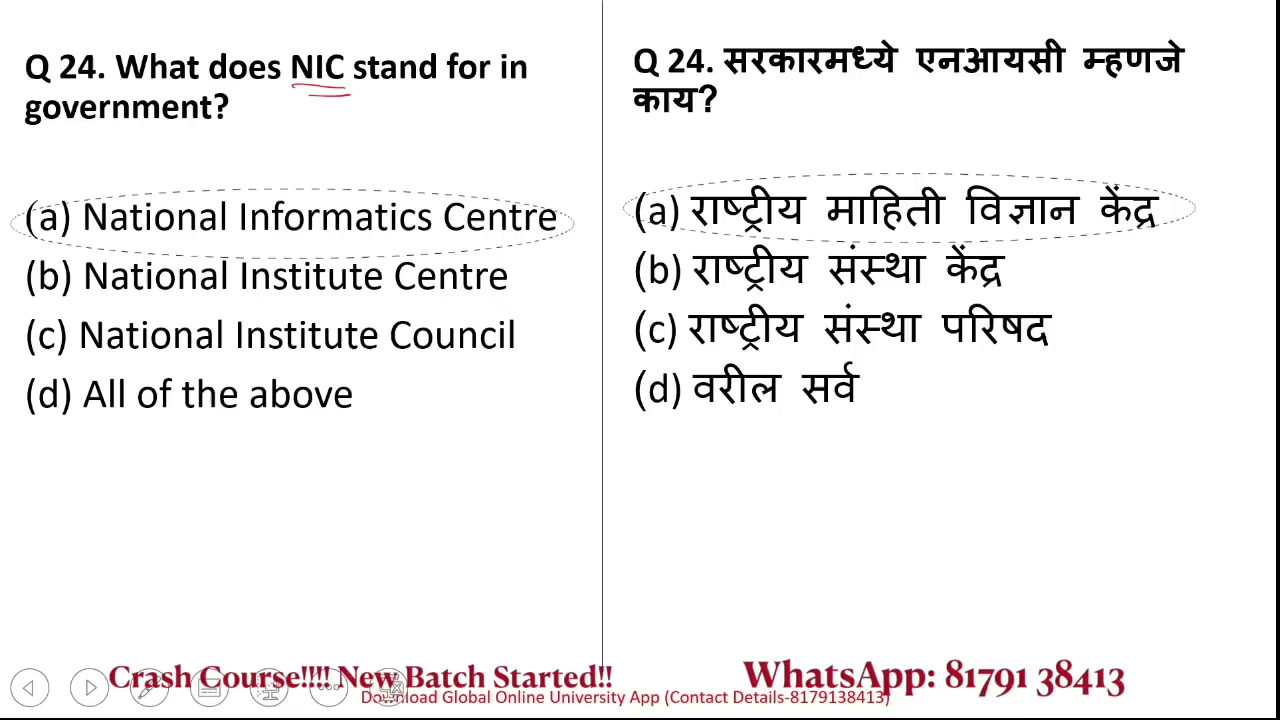 Q 24. What does NIC stand for in
government?
(a) National Informatics Centre
(b) National Institute Centre
(c) National Institute Council
(d) All of the above
Q 24. सरकारमध्ये एनआयसी म्हणजे
काय?
(a) राष्ट्रीय माहिती विज्ञान केंद्र
(b) राष्ट्रीय संस्था केंद्र
(c) राष्ट्रीय संस्था परिषद
(d) वरील सर्व
Crash Course!!!! New Batch Started!!
WhatsApp: 81791 38413
Download Global Online University App (Contact Details-8179138413)